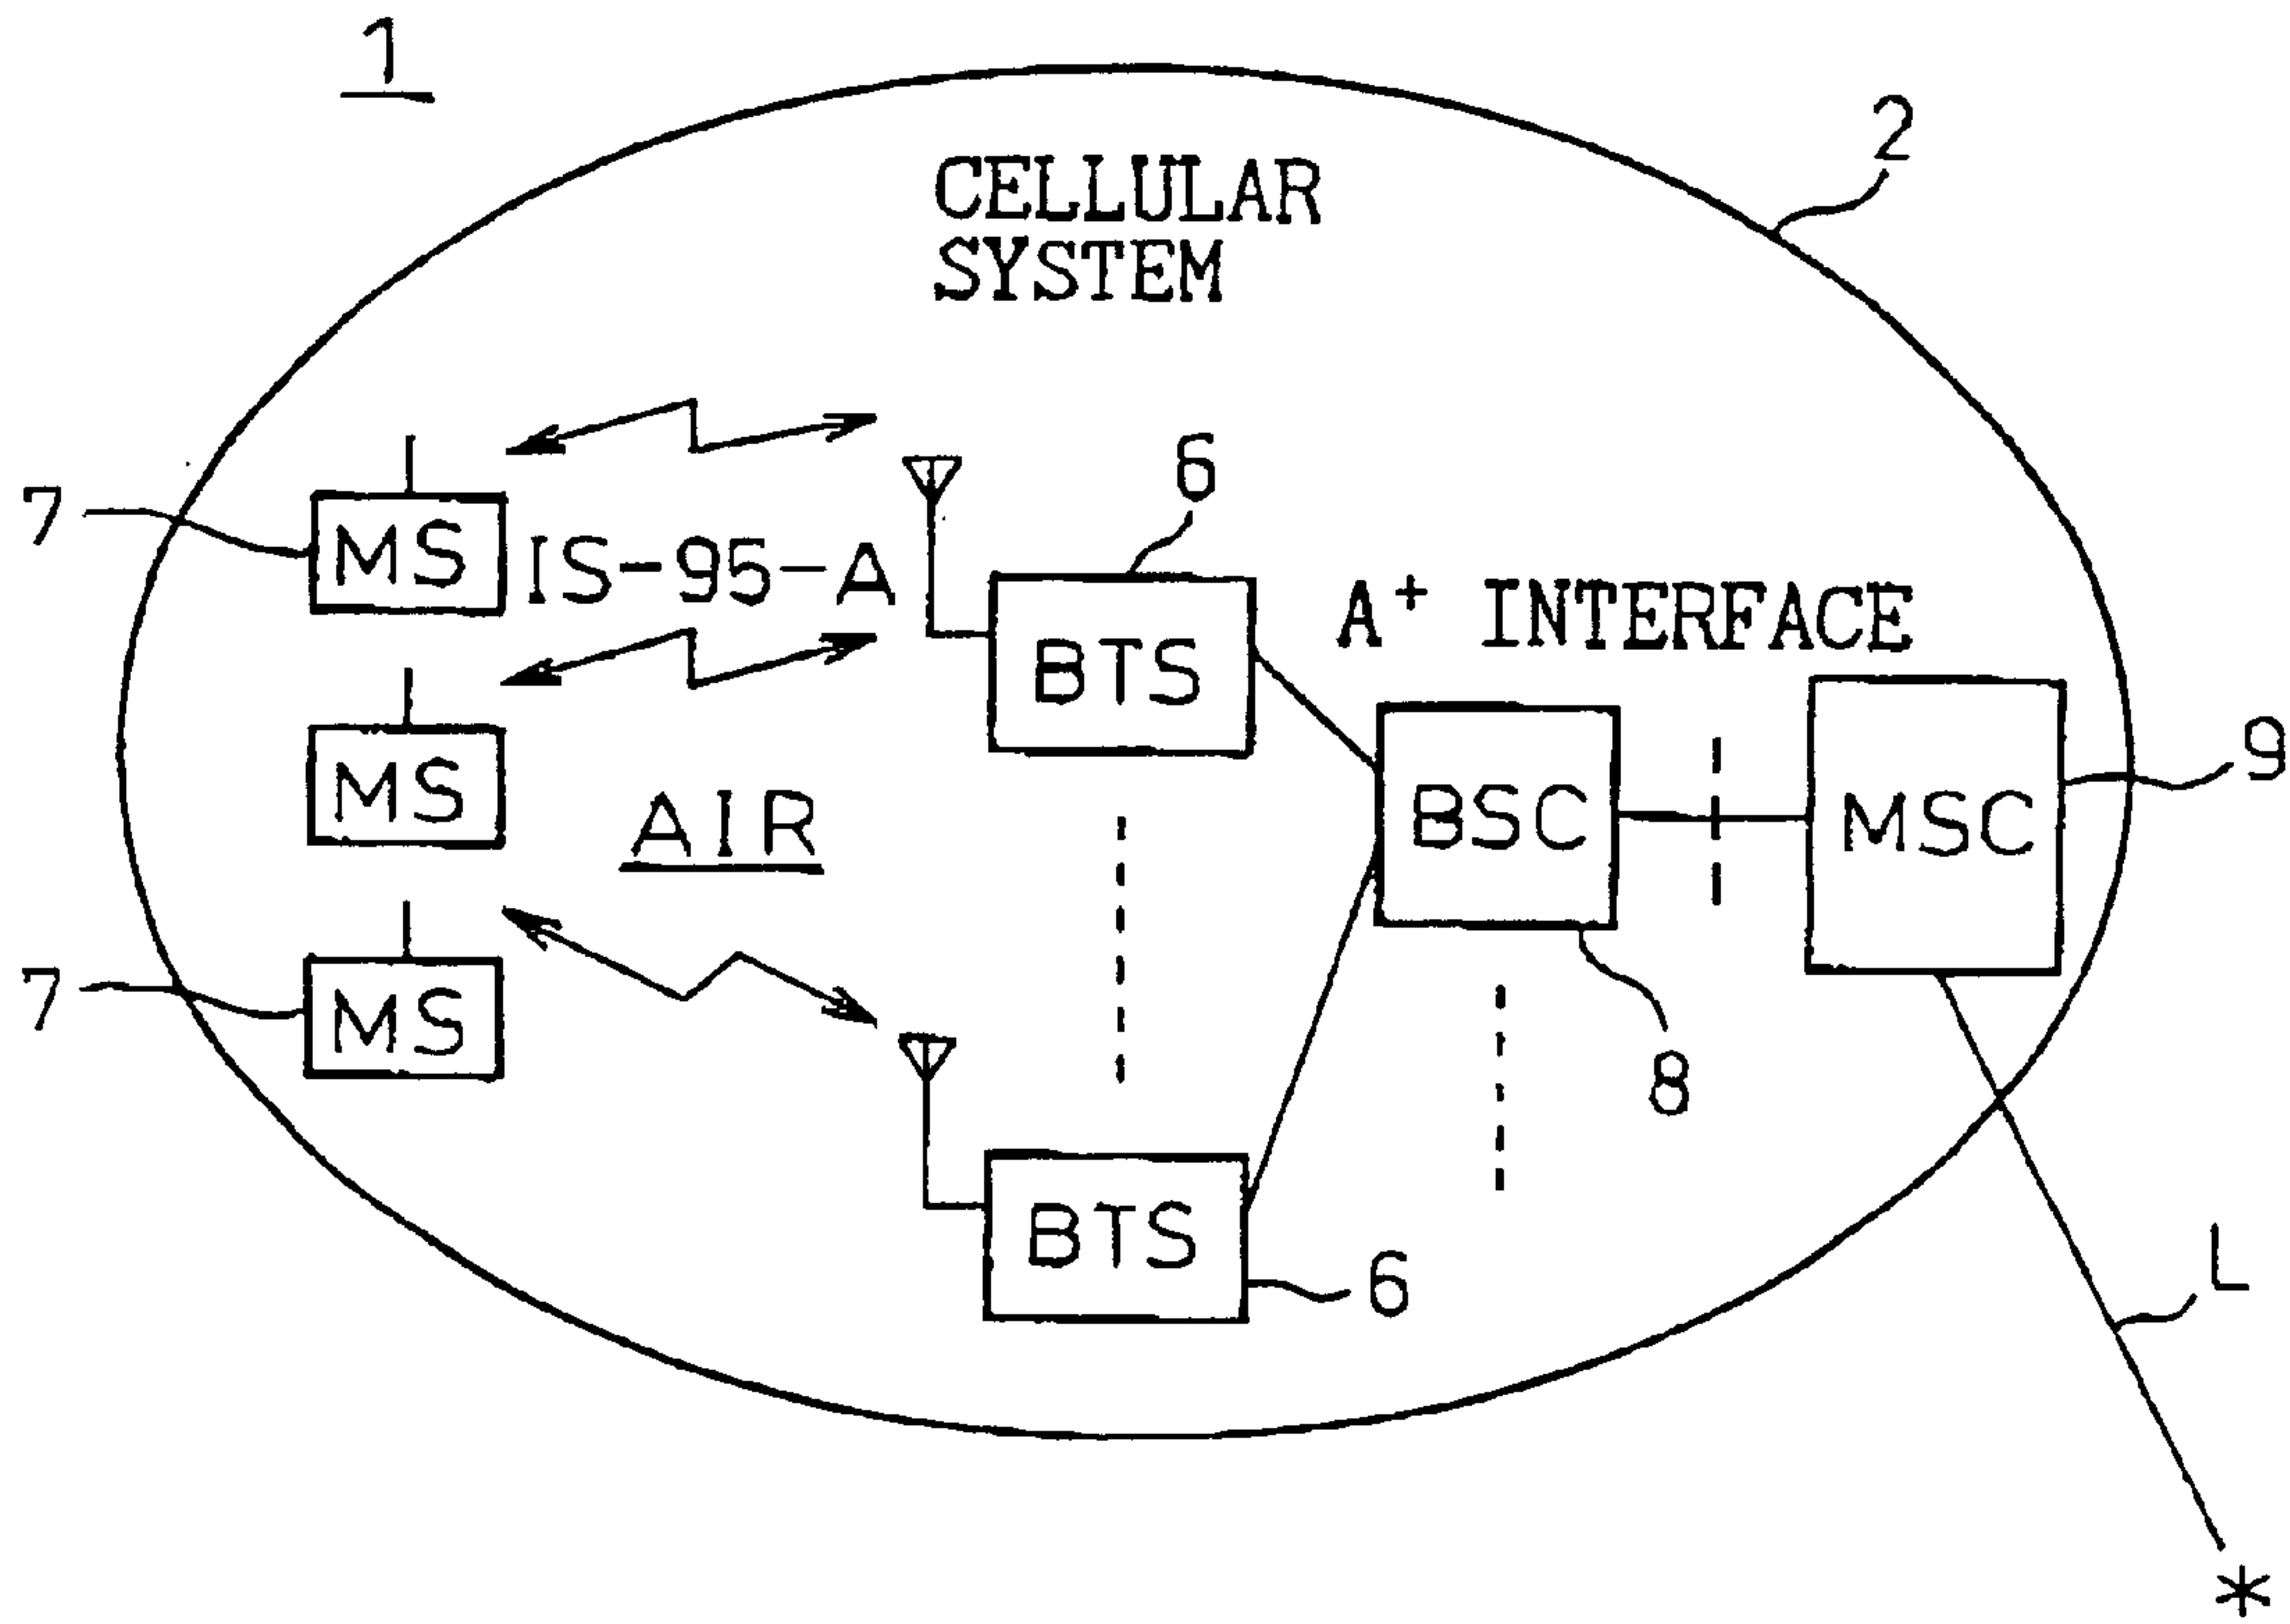 1
2
CELLULAR
SYSTEM
6
7
MS
IS-95-A
BTS
A+ INTERFACE
MS
AIR
BSC
MSC
9
7
MS
8
BTS
6
L
*